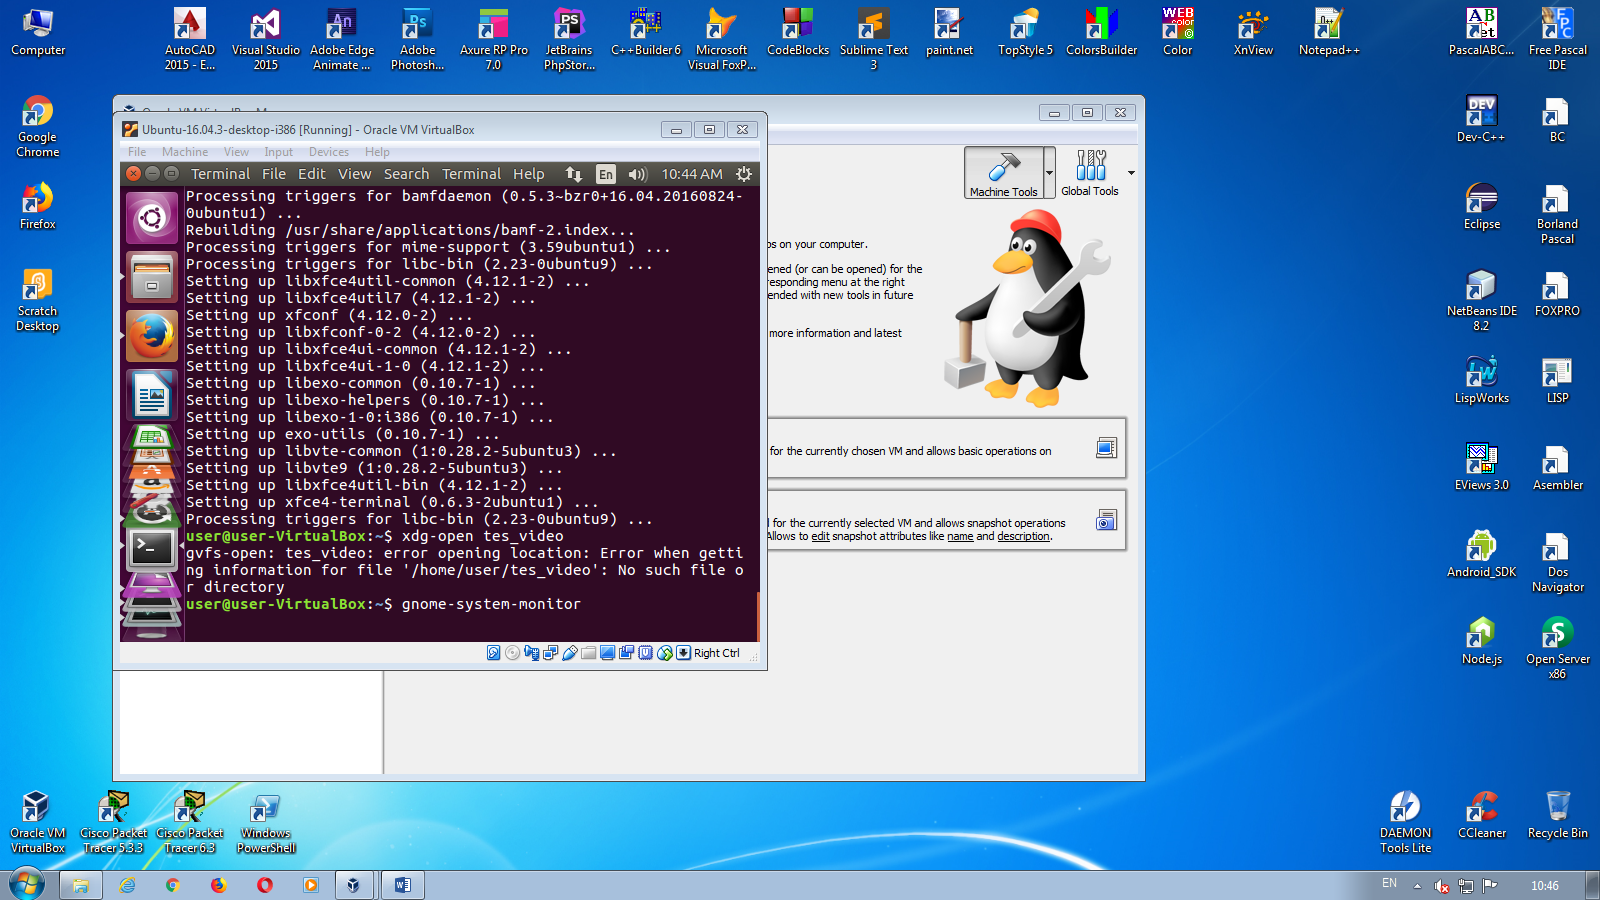 Computer
AutoCAD 2015 - E...
Visual Studio 2015
Adobe Edge Animate ...
Adobe Photosh...
Axure RP Pro 7.0
JetBrains PhpStor...
C++Builder 6
Microsoft Visual FoxP...
CodeBlocks
Sublime Text 3
paint.net
TopStyle 5
ColorsBuilder
Color
XnView
Notepad++
PascalABC...
Free Pascal IDE
Google Chrome
Firefox
Scratch Desktop
Ubuntu-16.04.3-desktop-i386 [Running] - Oracle VM VirtualBox
File Machine View Input Devices Help
Terminal File Edit View Search Terminal Help En 10:44 AM
Processing triggers for bamfdaemon (0.5.3~bzr0+16.04.20160824-
0ubuntu1) ...
Rebuilding /usr/share/applications/bamf-2.index...
Processing triggers for mime-support (3.59ubuntu1) ...
Processing triggers for libc-bin (2.23-0ubuntu9) ...
Setting up libxfce4util-common (4.12.1-2) ...
Setting up libxfce4util7 (4.12.1-2) ...
Setting up xfconf (4.12.0-2) ...
Setting up libxfconf-0-2 (4.12.0-2) ...
Setting up libxfce4ui-common (4.12.1-2) ...
Setting up libxfce4ui-1-0 (4.12.1-2) ...
Setting up libexo-common (0.10.7-1) ...
Setting up libexo-helpers (0.10.7-1) ...
Setting up libexo-1-0:i386 (0.10.7-1) ...
Setting up exo-utils (0.10.7-1) ...
Setting up libvte-common (1:0.28.2-5ubuntu3) ...
Setting up libvte9 (1:0.28.2-5ubuntu3) ...
Setting up libxfce4util-bin (4.12.1-2) ...
Setting up xfce4-terminal (0.6.3-2ubuntu1) ...
Processing triggers for libc-bin (2.23-0ubuntu9) ...
user@user-VirtualBox:~$ xdg-open tes_video
gvfs-open: tes_video: error opening location: Error when getti
ng information for file '/home/user/tes_video': No such file o
r directory
user@user-VirtualBox:~$ gnome-system-monitor
Right Ctrl
Machine Tools
Global Tools
on your computer.
(or can be opened) for the
menu at the right
with new tools in future
more information and latest
for the currently chosen VM and allows basic operations on
for the currently selected VM and allows snapshot operations
Allows to edit snapshot attributes like name and description.
Dev-C++
BC
Eclipse
Borland Pascal
NetBeans IDE 8.2
FOXPRO
LispWorks
LISP
EViews 3.0
Asembler
Android_SDK
Dos Navigator
Node.js
Open Server x86
Oracle VM VirtualBox
Cisco Packet Tracer 5.3.3
Cisco Packet Tracer 6.3
Windows PowerShell
DAEMON Tools Lite
CCleaner
Recycle Bin
EN
10:46